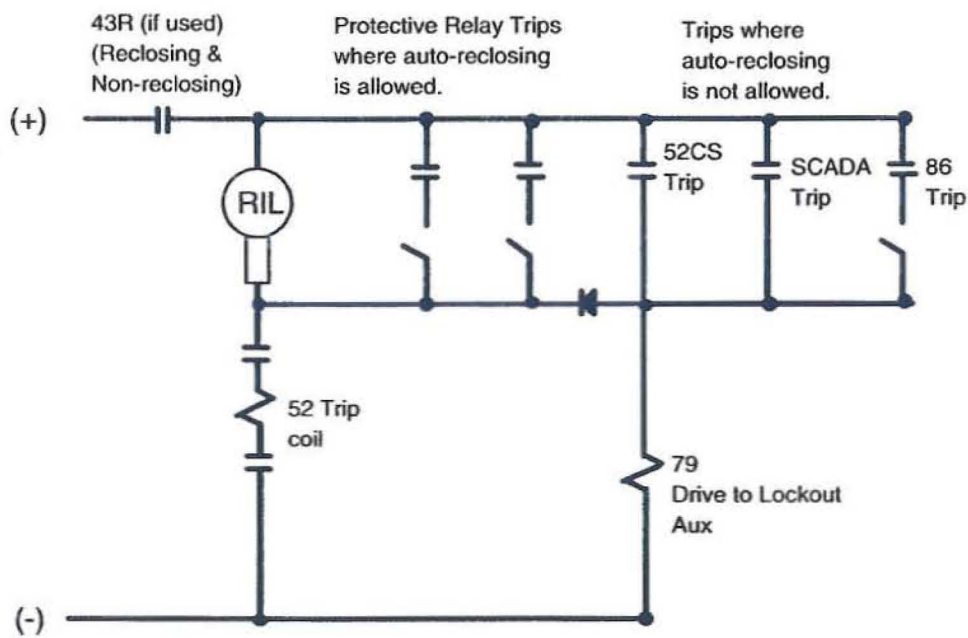 43R (if used)
(Reclosing &
Non-reclosing)
Protective Relay Trips
where auto-reclosing
is allowed.
Trips where
auto-reclosing
is not allowed.
(+)
RIL
52CS
Trip
SCADA
Trip
86
Trip
52 Trip
coil
79
Drive to Lockout
Aux
(-)